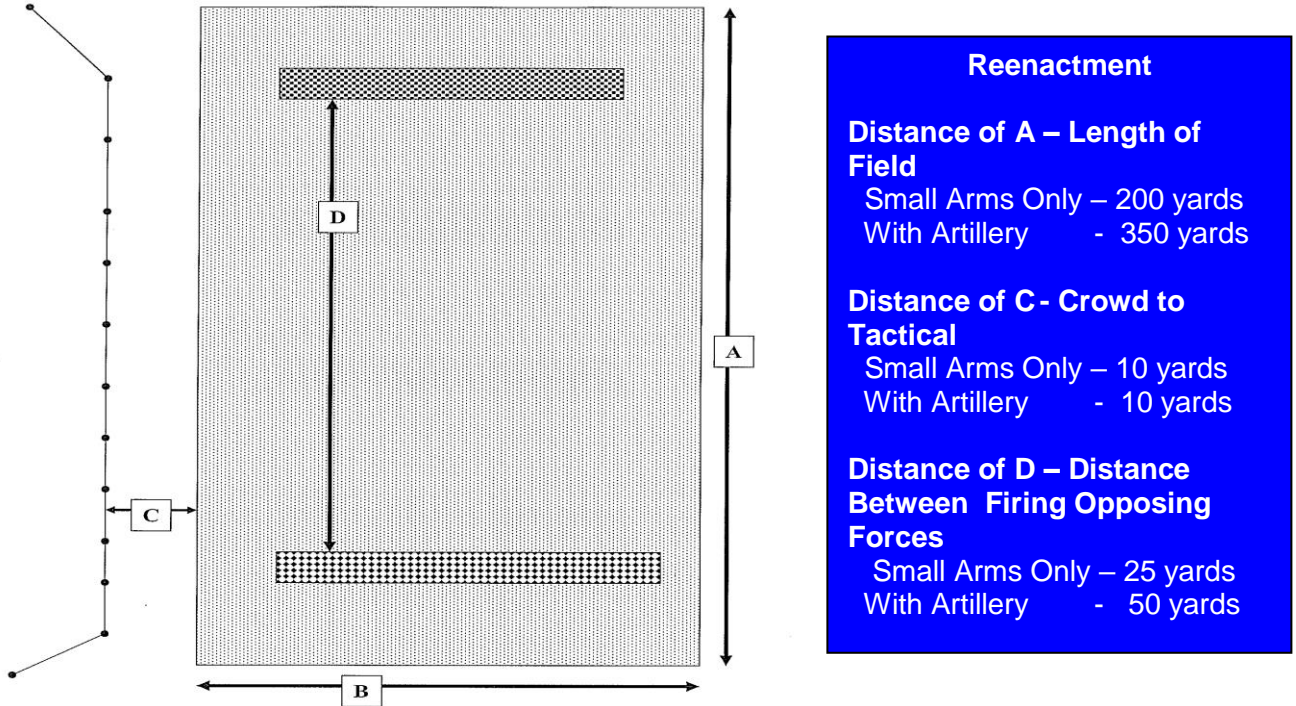 D
A
C
B
Reenactment
Distance of A – Length of
Field
Small Arms Only – 200 yards
With Artillery - 350 yards
Distance of C - Crowd to
Tactical
Small Arms Only – 10 yards
With Artillery - 10 yards
Distance of D – Distance
Between Firing Opposing
Forces
Small Arms Only – 25 yards
With Artillery - 50 yards